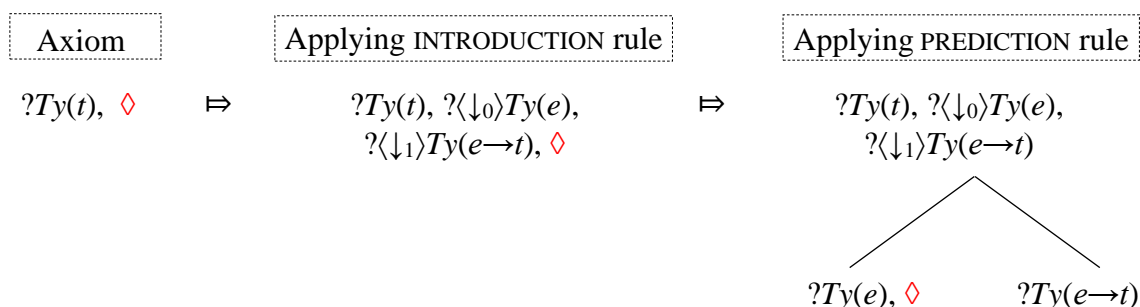 Axiom Applying INTRODUCTION rule Applying PREDICTION rule
?Ty(t), ◊ ⤇ ?Ty(t), ?⟨↓₀⟩Ty(e), ⤇ ?Ty(t), ?⟨↓₀⟩Ty(e),
?⟨↓₁⟩Ty(e→t), ◊ ?⟨↓₁⟩Ty(e→t)
?Ty(e), ◊ ?Ty(e→t)